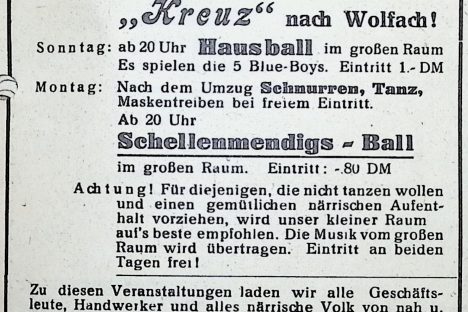 „Kreuz“ nach Wolfach!
Sonntag: ab 20 Uhr Hausball im großen Raum
Es spielen die 5 Blue-Boys. Eintritt 1.- DM
Montag: Nach dem Umzug Schnurren, Tanz,
Maskentreiben bei freiem Eintritt.
Ab 20 Uhr
Schellenmendigs - Ball
im großen Raum. Eintritt: -.80 DM
Achtung! Für diejenigen, die nicht tanzen wollen
und einen gemütlichen närrischen Aufent-
halt vorziehen, wird unser kleiner Raum
auf's beste empfohlen. Die Musik vom großen
Raum wird übertragen. Eintritt an beiden
Tagen frei!
Zu diesen Veranstaltungen laden wir alle Geschäfts-
leute, Handwerker und alles närrische Volk von nah u.